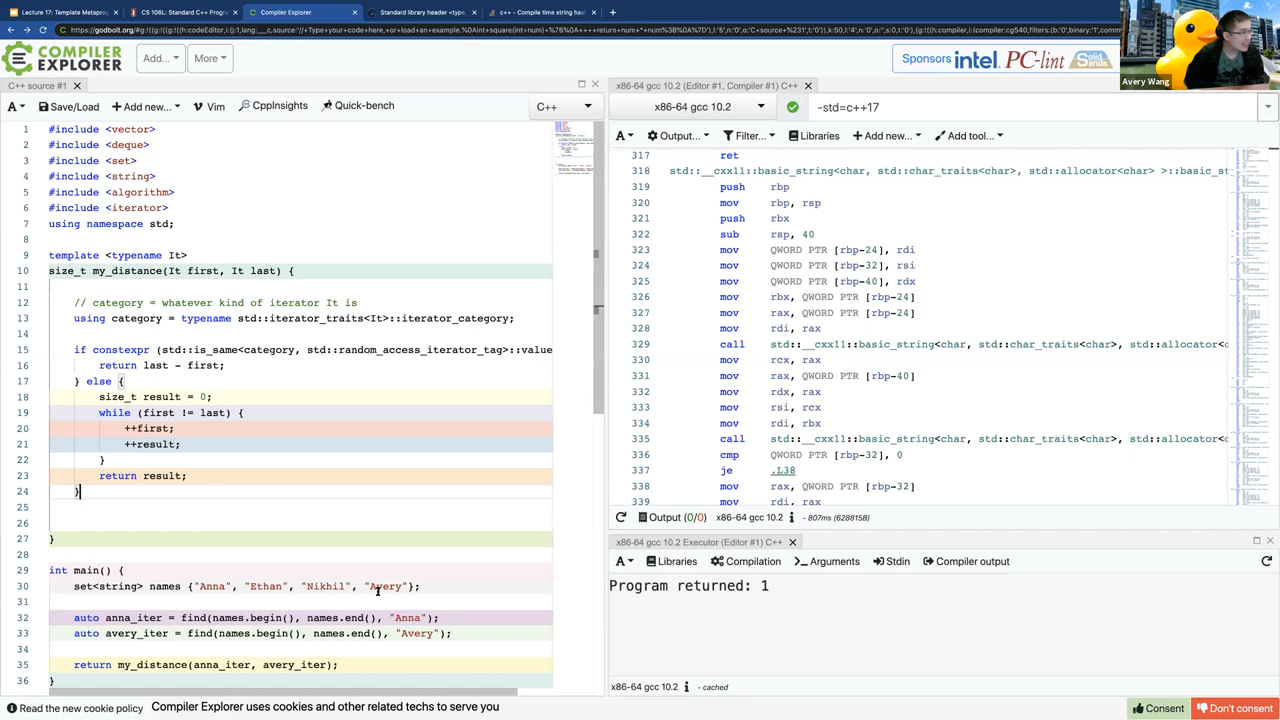 Lecture 17: Template Metaprog
CS 106L: Standard C++ Progr
Compiler Explorer
Standard library header <type.
c++ - Compile time string hash
godbolt.org/
COMPILER
EXPLORER
Add...
More
Sponsors intel PC-lint
Avery Wang
C++ source #1
x86-64 gcc 10.2 (Editor #1, Compiler #1) C++
A Save/Load Add new... Vim CppInsights Quick-bench C++
x86-64 gcc 10.2 -std=c++17
A Output... Filter... Libraries Add new... Add tool...
1 #include <vector>
2 #include <deque>
3 #include <set>
4 #include <string>
5 #include <algorithm>
6 #include <iterator>
7 using namespace std;
8
9 template <typename It>
10 size_t my_distance(It first, It last) {
11
12 // category = whatever kind of iterator It is
13 using category = typename std::iterator_traits<It>::iterator_category;
14
15 if constexpr (std::is_same<category, std::random_access_iterator_tag>::value
16 return last - first;
17 } else {
18 size_t result = 0;
19 while (first != last) {
20 ++first;
21 ++result;
22 }
23 return result;
24 }
25
26
27 }
28
29 int main() {
30 set<string> names {"Anna", "Ethan", "Nikhil", "Avery"};
31
32 auto anna_iter = find(names.begin(), names.end(), "Anna");
33 auto avery_iter = find(names.begin(), names.end(), "Avery");
34
35 return my_distance(anna_iter, avery_iter);
36 }
317 ret
318 std::__cxx11::basic_string<char, std::char_traits<char>, std::allocator<char> >::basic_st
319 push rbp
320 mov rbp, rsp
321 push rbx
322 sub rsp, 40
323 mov QWORD PTR [rbp-24], rdi
324 mov QWORD PTR [rbp-32], rsi
325 mov QWORD PTR [rbp-40], rdx
326 mov rbx, QWORD PTR [rbp-24]
327 mov rax, QWORD PTR [rbp-24]
328 mov rdi, rax
329 call std::__cxx11::basic_string<char, std::char_traits<char>, std::allocator<char>
330 mov rcx, rax
331 mov rax, QWORD PTR [rbp-40]
332 mov rdx, rax
333 mov rsi, rcx
334 mov rdi, rbx
335 call std::__cxx11::basic_string<char, std::char_traits<char>, std::allocator<char>
336 cmp QWORD PTR [rbp-32], 0
337 je .L38
338 mov rax, QWORD PTR [rbp-32]
339 mov rdi, rax
Output (0/0) x86-64 gcc 10.2 i - 807ms (628815B)
x86-64 gcc 10.2 Executor (Editor #1) C++
A Libraries Compilation Arguments Stdin Compiler output
Program returned: 1
x86-64 gcc 10.2 i - cached
Read the new cookie policy Compiler Explorer uses cookies and other related techs to serve you
Consent Don't consent